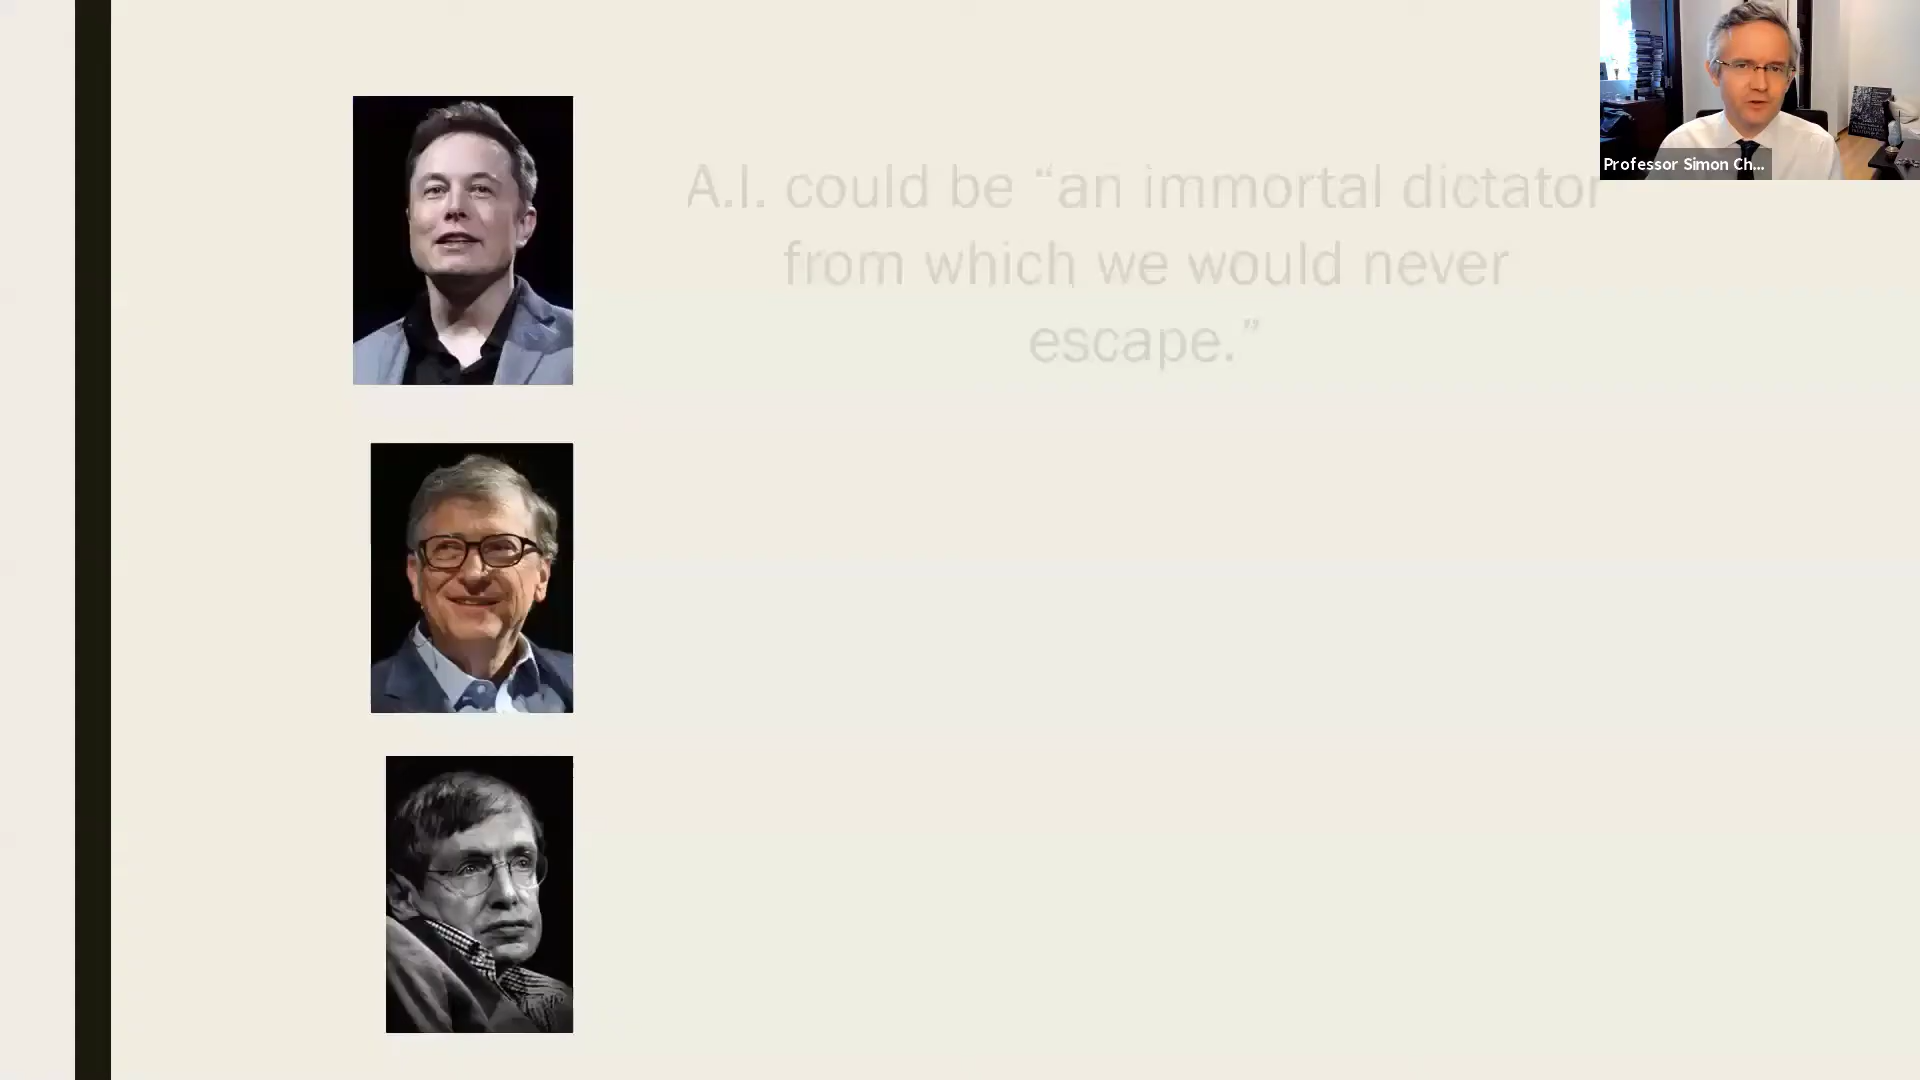 A.I. could be “an immortal dictator
from which we would never
escape.”
Professor Simon Ch...